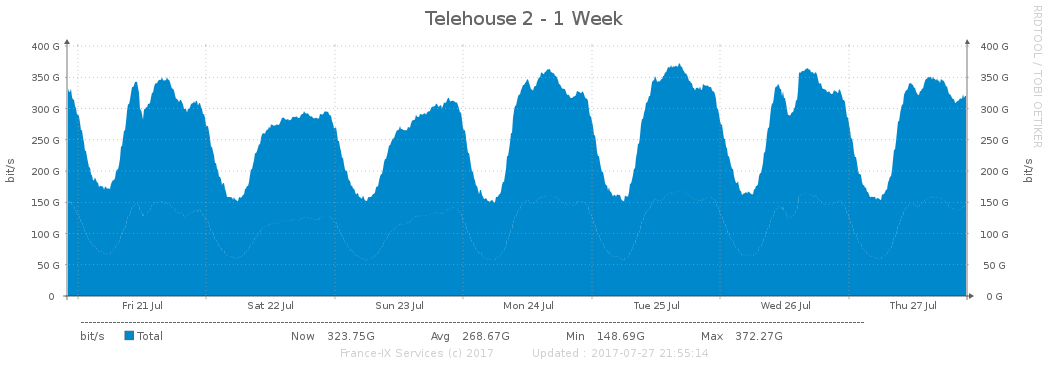 Telehouse 2 - 1 Week
RRDTOOL / TOBI OETIKER
400 G 400 G
350 G 350 G
300 G 300 G
250 G 250 G
200 G 200 G
150 G 150 G
100 G 100 G
50 G 50 G
0 0 G
bit/s
bit/s
Fri 21 Jul Sat 22 Jul Sun 23 Jul Mon 24 Jul Tue 25 Jul Wed 26 Jul Thu 27 Jul
bit/s Total Now 323.75G Avg 268.67G Min 148.69G Max 372.27G
France-IX Services (c) 2017 Updated : 2017-07-27 21:55:14